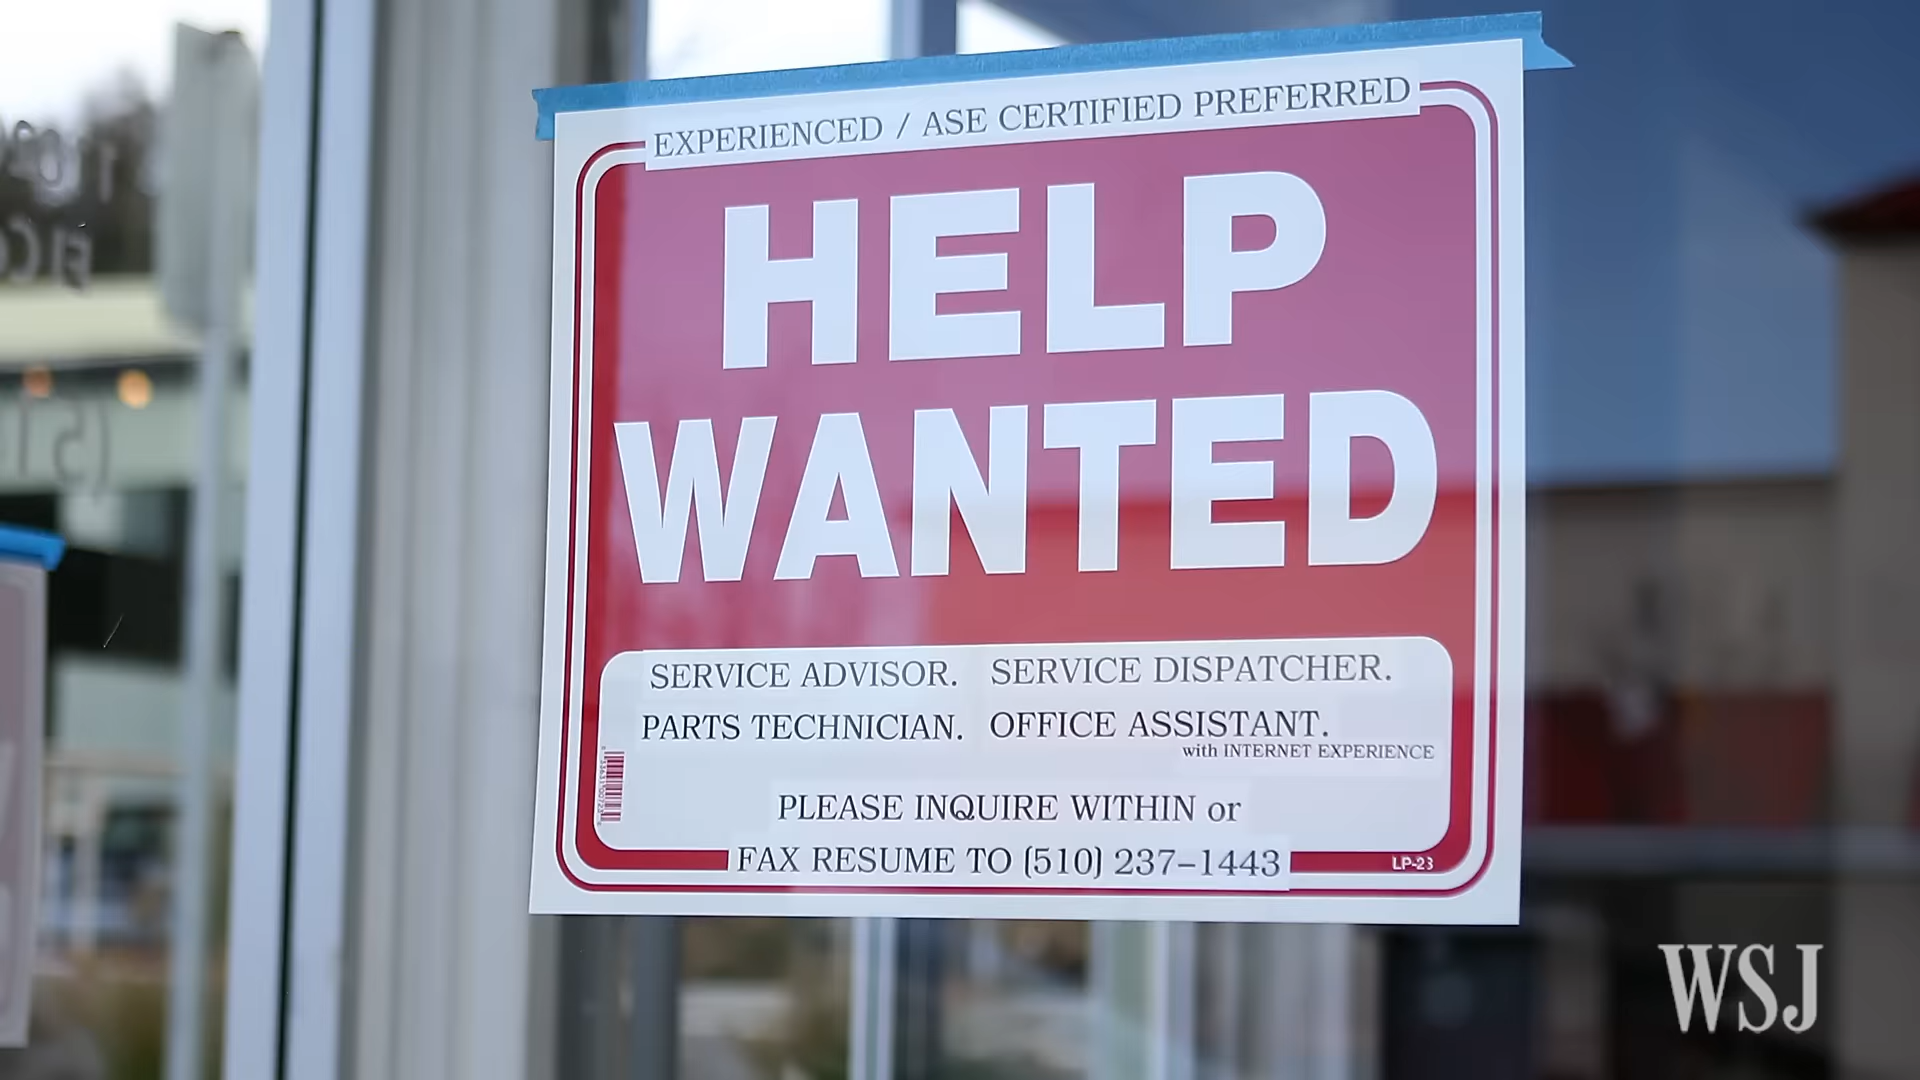 EXPERIENCED / ASE CERTIFIED PREFERRED
HELP
WANTED
SERVICE ADVISOR. SERVICE DISPATCHER.
PARTS TECHNICIAN. OFFICE ASSISTANT.
with INTERNET EXPERIENCE
PLEASE INQUIRE WITHIN or
FAX RESUME TO (510) 237-1443
LP-23
WSJ